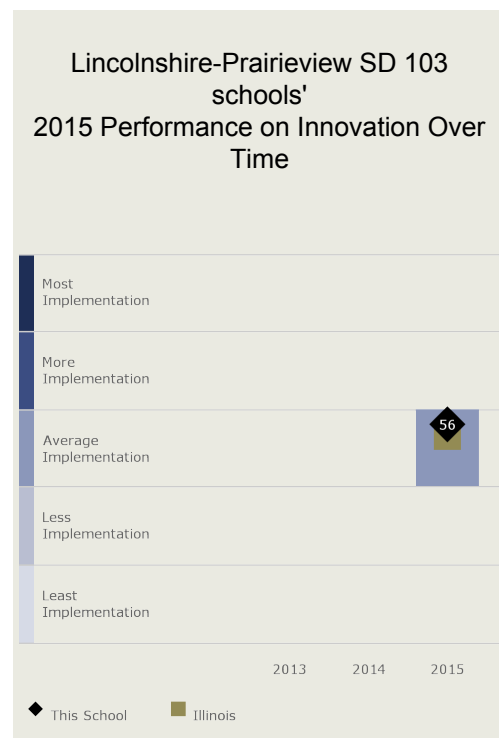 Lincolnshire-Prairieview SD 103
schools'
2015 Performance on Innovation Over
Time
Most
Implementation
More
Implementation
56
Average
Implementation
Less
Implementation
Least
Implementation
2013 2014 2015
This School Illinois